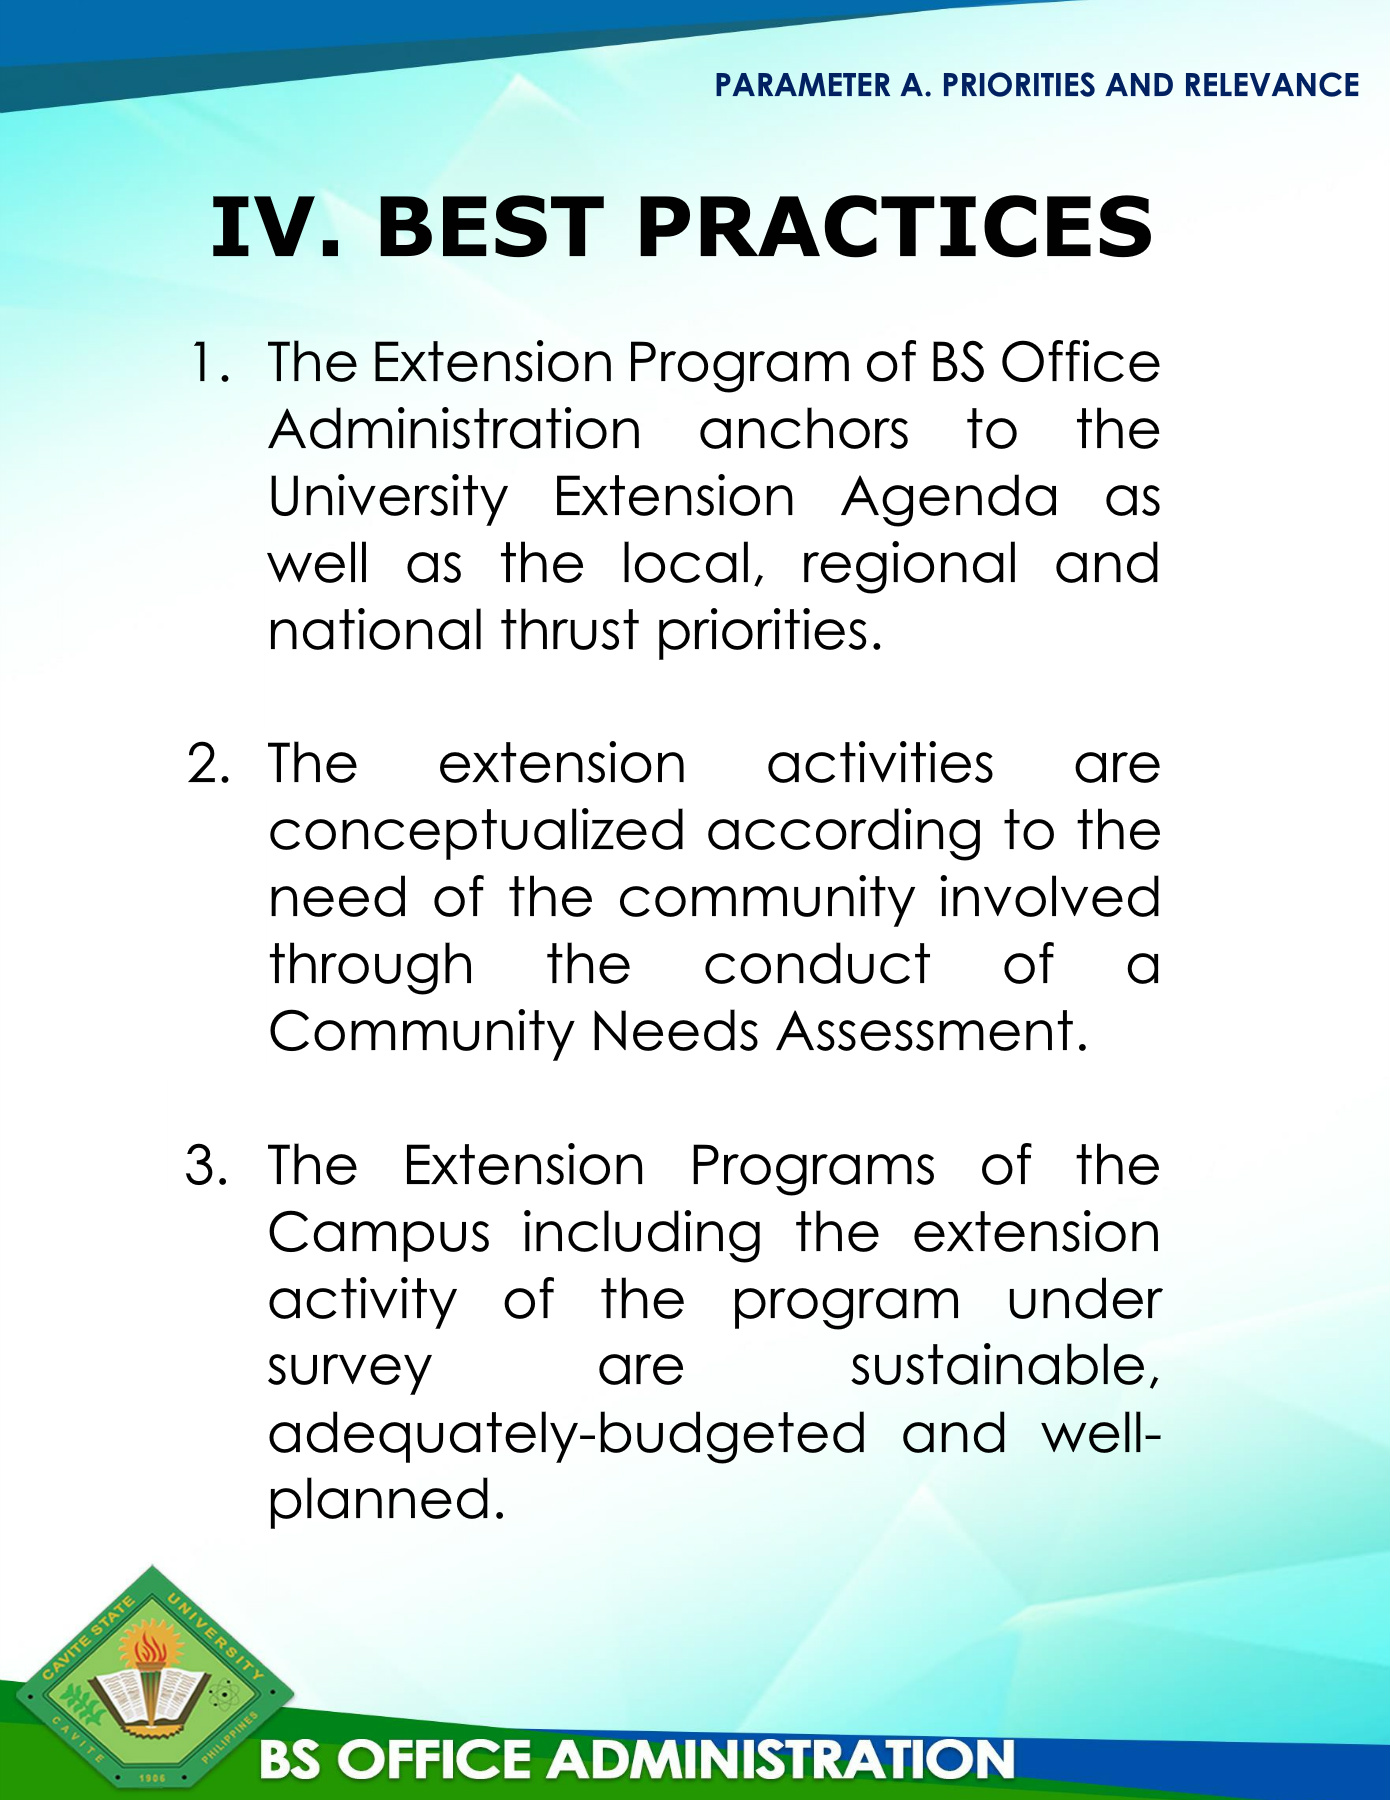 PARAMETER A. PRIORITIES AND RELEVANCE
IV. BEST PRACTICES
1. The Extension Program of BS Office
Administration anchors to the
University Extension Agenda as
well as the local, regional and
national thrust priorities.
2. The extension activities are
conceptualized according to the
need of the community involved
through the conduct of a
Community Needs Assessment.
3. The Extension Programs of the
Campus including the extension
activity of the program under
survey are sustainable,
adequately-budgeted and well-
planned.
CAVITE STATE UNIVERSITY
CAVITE PHILIPPINES
1906
BS OFFICE ADMINISTRATION